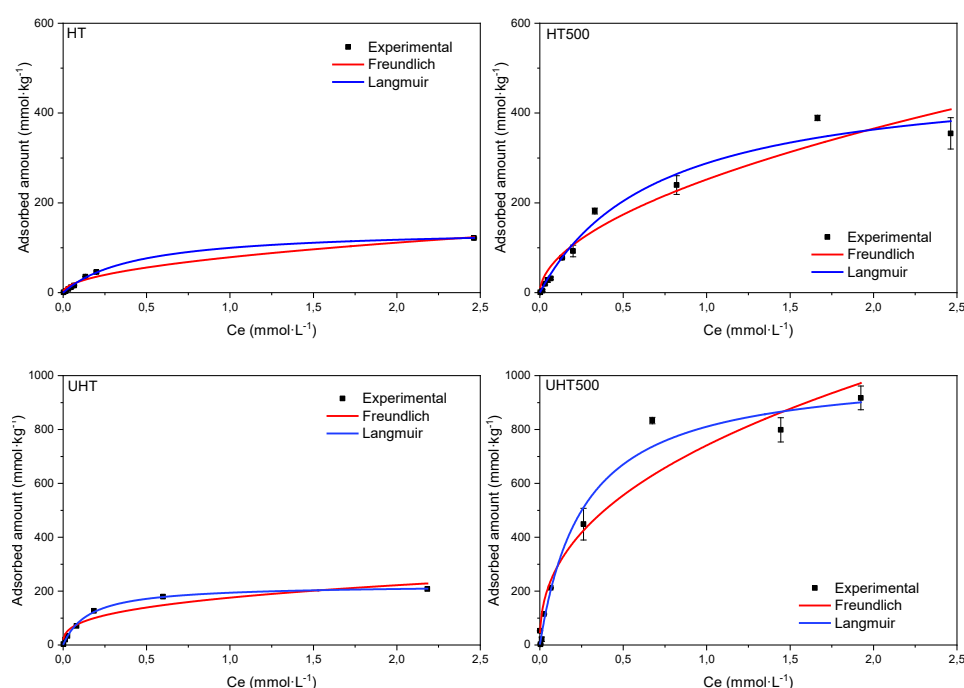 HT
600
400
200
0
Adsorbed amount (mmol·kg⁻¹)
Experimental
Freundlich
Langmuir
0,0 0,5 1,0 1,5 2,0 2,5
Ce (mmol·L⁻¹)
HT500
600
400
200
0
Adsorbed amount (mmol·kg⁻¹)
Experimental
Freundlich
Langmuir
0,0 0,5 1,0 1,5 2,0 2,5
Ce (mmol·L⁻¹)
UHT
1000
800
600
400
200
0
Adsorbed amount (mmol·kg⁻¹)
Experimental
Freundlich
Langmuir
0,0 0,5 1,0 1,5 2,0 2,5
Ce (mmol·L⁻¹)
UHT500
1000
800
600
400
200
0
Adsorbed amount (mmol·kg⁻¹)
Experimental
Freundlich
Langmuir
0,0 0,5 1,0 1,5 2,0 2,5
Ce (mmol·L⁻¹)